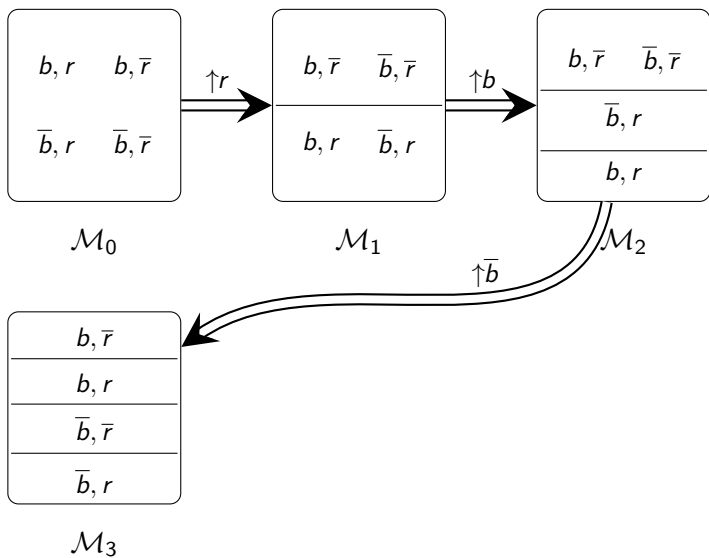 b, r b, r̅
b̅, r b̅, r̅
ℳ₀
↑r
b, r̅ b̅, r̅
b, r b̅, r
ℳ₁
↑b
b, r̅ b̅, r̅
b̅, r
b, r
ℳ₂
↑b̅
b, r̅
b, r
b̅, r̅
b̅, r
ℳ₃